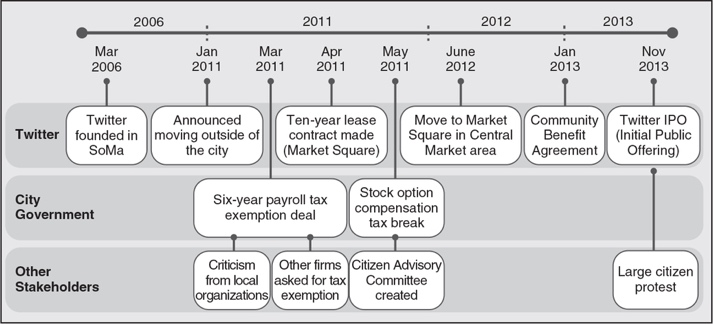 2006 2011 2012 2013
Mar Jan Mar Apr May June Jan Nov
2006 2011 2011 2011 2011 2012 2013 2013
Twitter
Twitter
founded in
SoMa
Announced
moving outside of
the city
Ten-year lease
contract made
(Market Square)
Move to Market
Square in Central
Market area
Community
Benefit
Agreement
Twitter IPO
(Initial Public
Offering)
City
Government
Six-year payroll tax
exemption deal
Stock option
compensation
tax break
Other
Stakeholders
Criticism
from local
organizations
Other firms
asked for tax
exemption
Citizen Advisory
Committee
created
Large citizen
protest